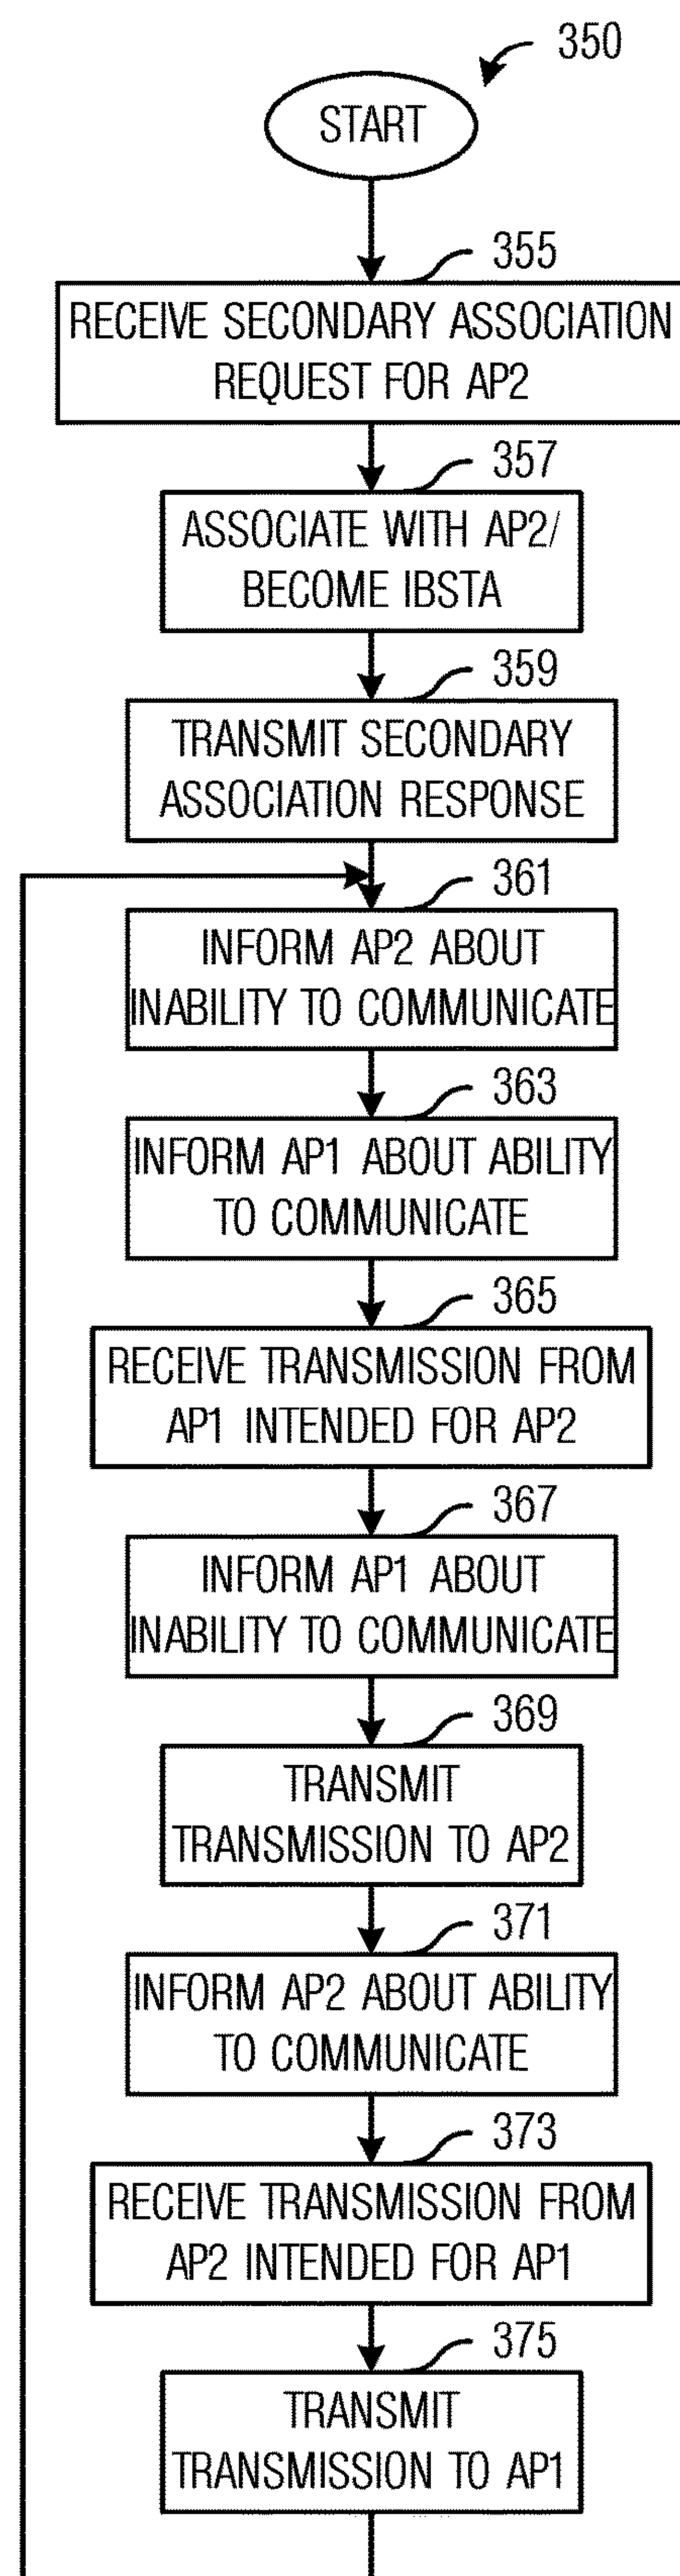 350
START
355
RECEIVE SECONDARY ASSOCIATION
REQUEST FOR AP2
357
ASSOCIATE WITH AP2/
BECOME IBSTA
359
TRANSMIT SECONDARY
ASSOCIATION RESPONSE
361
INFORM AP2 ABOUT
INABILITY TO COMMUNICATE
363
INFORM AP1 ABOUT ABILITY
TO COMMUNICATE
365
RECEIVE TRANSMISSION FROM
AP1 INTENDED FOR AP2
367
INFORM AP1 ABOUT
INABILITY TO COMMUNICATE
369
TRANSMIT
TRANSMISSION TO AP2
371
INFORM AP2 ABOUT ABILITY
TO COMMUNICATE
373
RECEIVE TRANSMISSION FROM
AP2 INTENDED FOR AP1
375
TRANSMIT
TRANSMISSION TO AP1